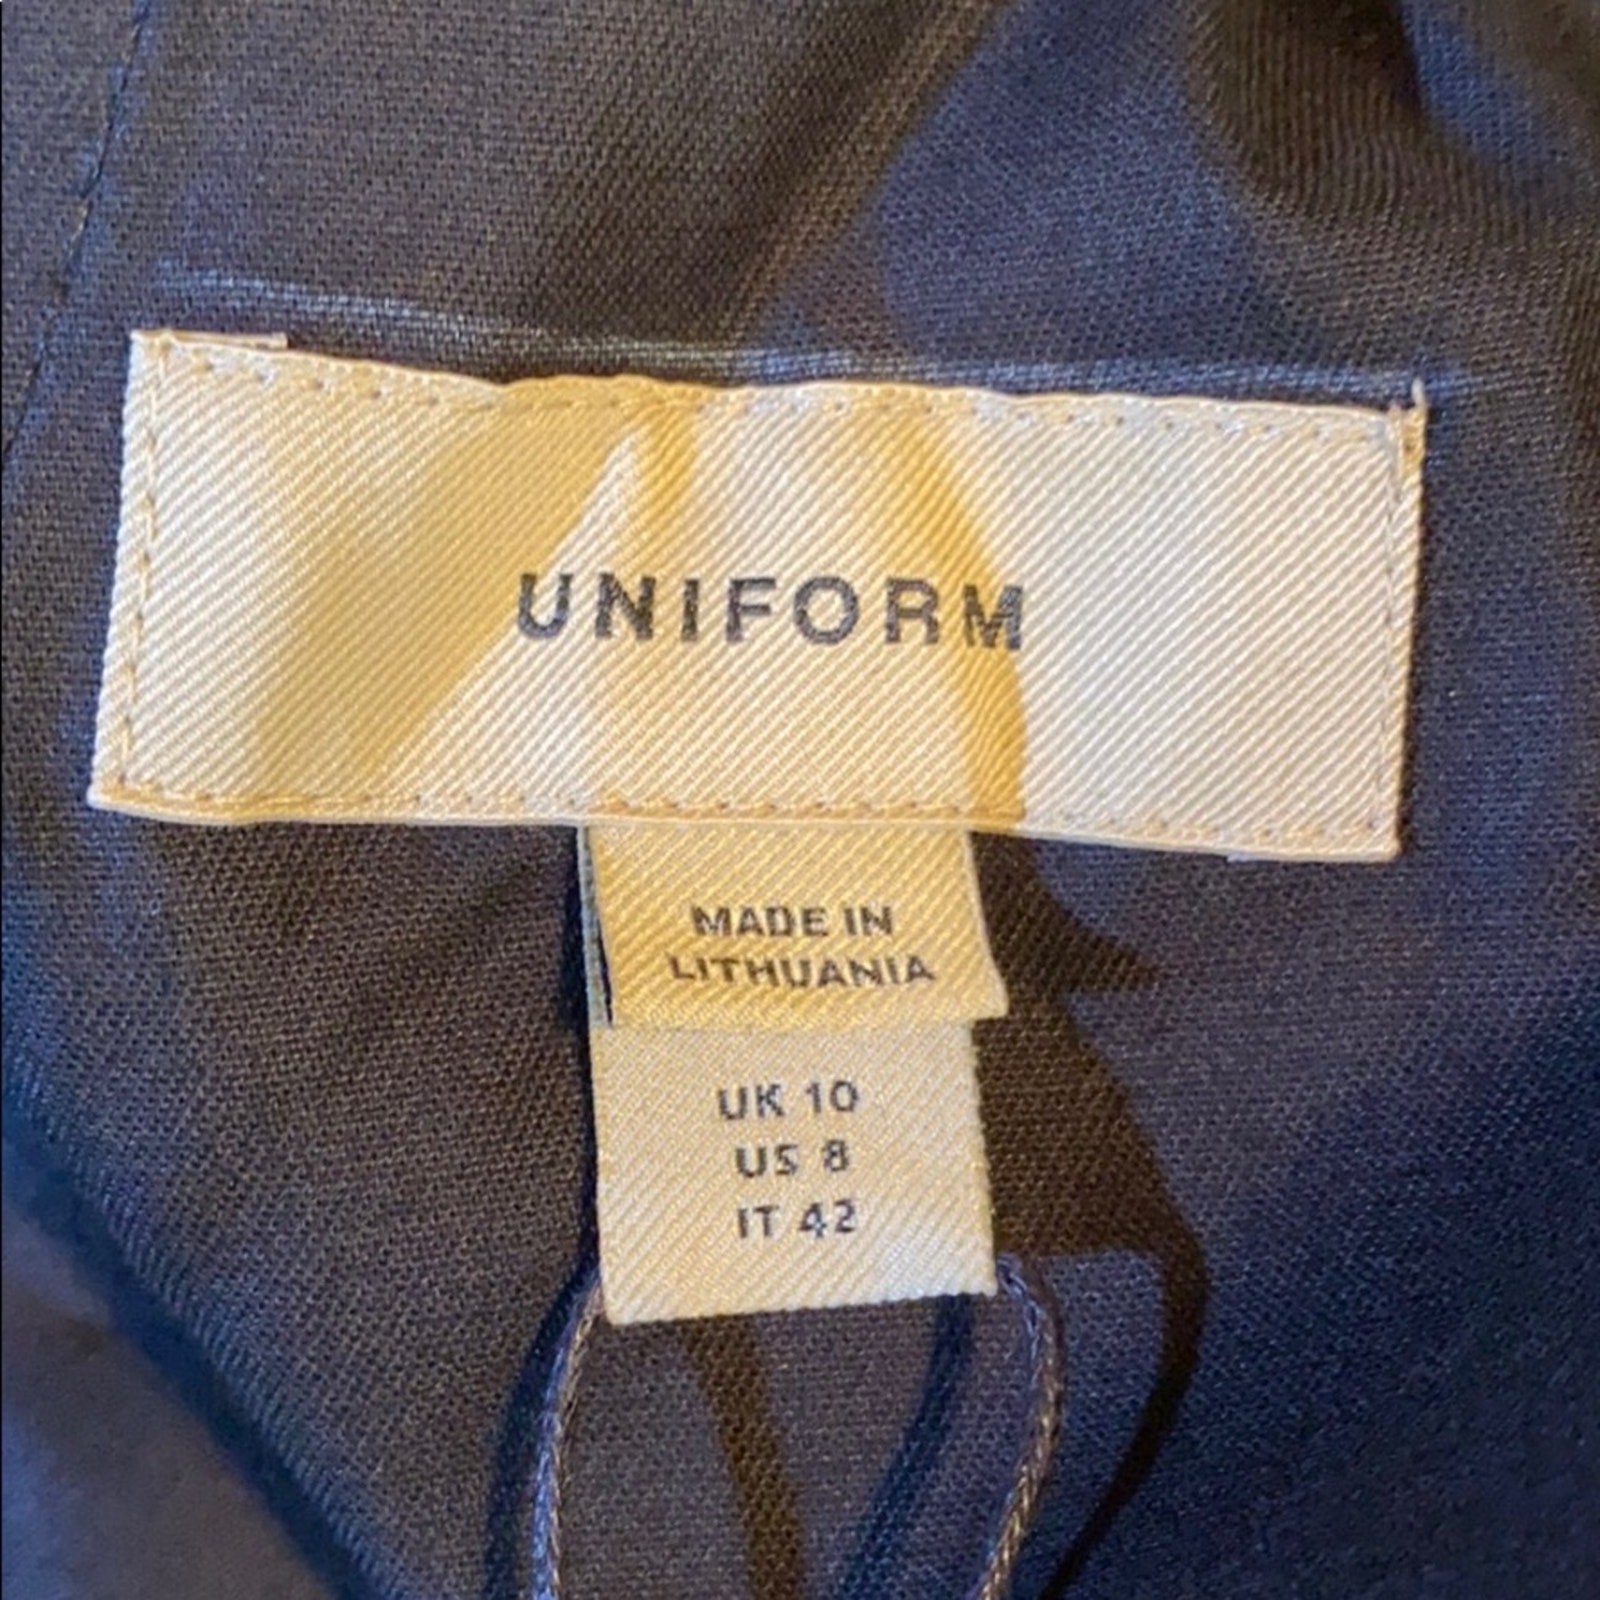 UNIFORM
MADE IN
LITHUANIA
UK 10
US 8
IT 42